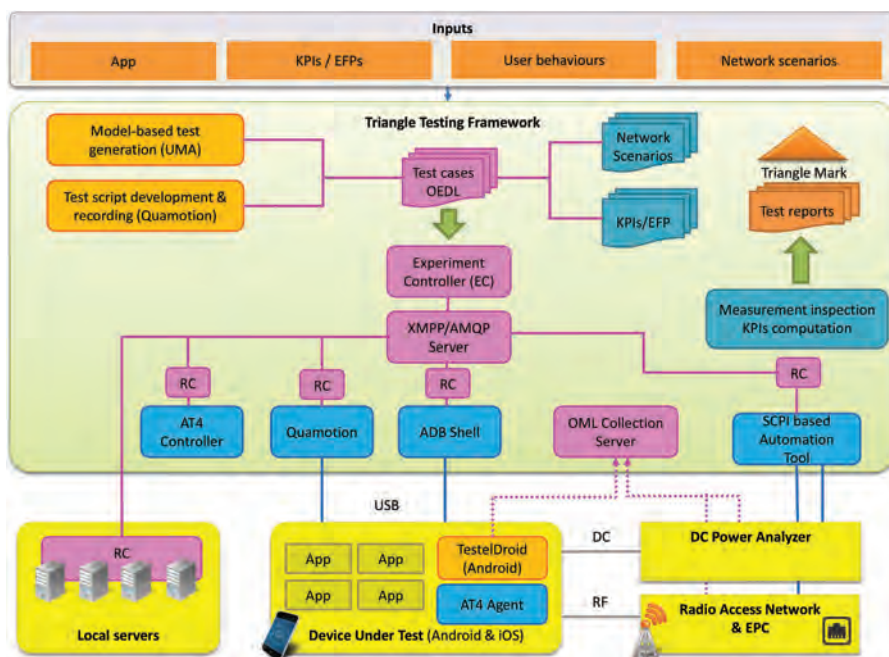 Inputs
App
KPIs / EFPs
User behaviours
Network scenarios
Triangle Testing Framework
Model-based test
generation (UMA)
Test script development &
recording (Quamotion)
Test cases
OEDL
Network
Scenarios
KPIs/EFP
Triangle Mark
Test reports
Experiment
Controller (EC)
Measurement inspection
KPIs computation
XMPP/AMQP
Server
RC
RC
RC
RC
AT4
Controller
Quamotion
ADB Shell
OML Collection
Server
SCPI based
Automation
Tool
USB
RC
Local servers
App
App
App
App
TestelDroid
(Android)
AT4 Agent
Device Under Test (Android & iOS)
DC
RF
DC Power Analyzer
Radio Access Network
& EPC